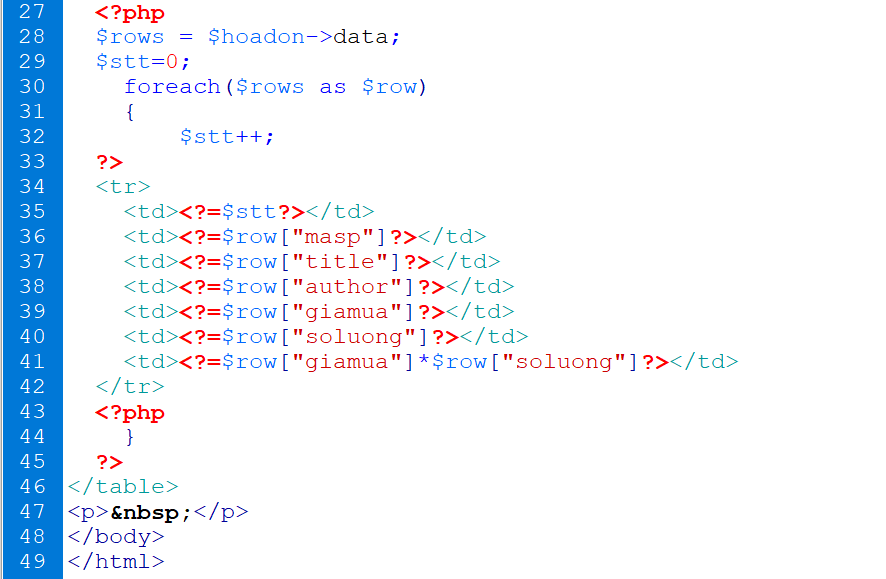 27 <?php
28 $rows = $hoadon->data;
29 $stt=0;
30 foreach($rows as $row)
31 {
32 $stt++;
33 ?>
34 <tr>
35 <td><?=$stt?></td>
36 <td><?=$row["masp"]?></td>
37 <td><?=$row["title"]?></td>
38 <td><?=$row["author"]?></td>
39 <td><?=$row["giamua"]?></td>
40 <td><?=$row["soluong"]?></td>
41 <td><?=$row["giamua"]*$row["soluong"]?></td>
42 </tr>
43 <?php
44 }
45 ?>
46 </table>
47 <p>&nbsp;</p>
48 </body>
49 </html>